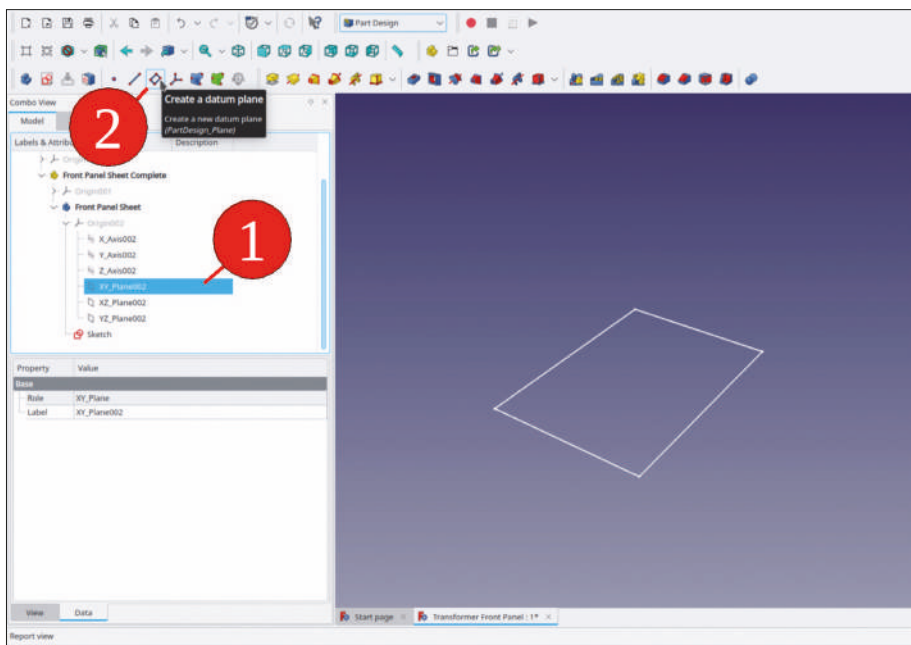 Part Design
Combo View
Create a datum plane
Model
Create a new datum plane
(PartDesign_Plane)
2
Labels & Attrib
Description
Origin
Front Panel Sheet Complete
Origin001
Front Panel Sheet
Origin002
1
X_Axis002
Y_Axis002
Z_Axis002
XY_Plane002
XZ_Plane002
YZ_Plane002
Sketch
Property Value
Base
Role XY_Plane
Label XY_Plane002
View Data
Start page Transformer Front Panel : 1*
Report view